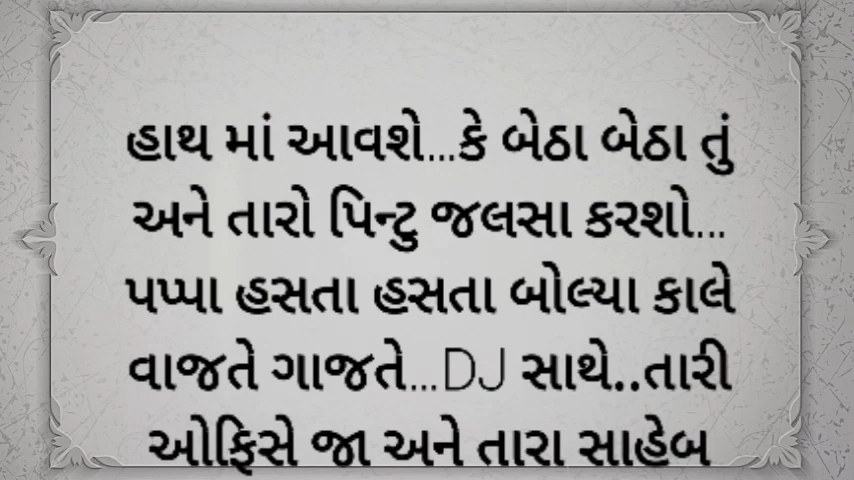 હાથ માં આવશે...કે બેઠા બેઠા તું
અને તારો પિન્ટુ જલસા કરશો...
પપ્પા હસતા હસતા બોલ્યા કાલે
વાજતે ગાજતે...DJ સાથે..તારી
ઓફિસે જા અને તારા સાહેબ